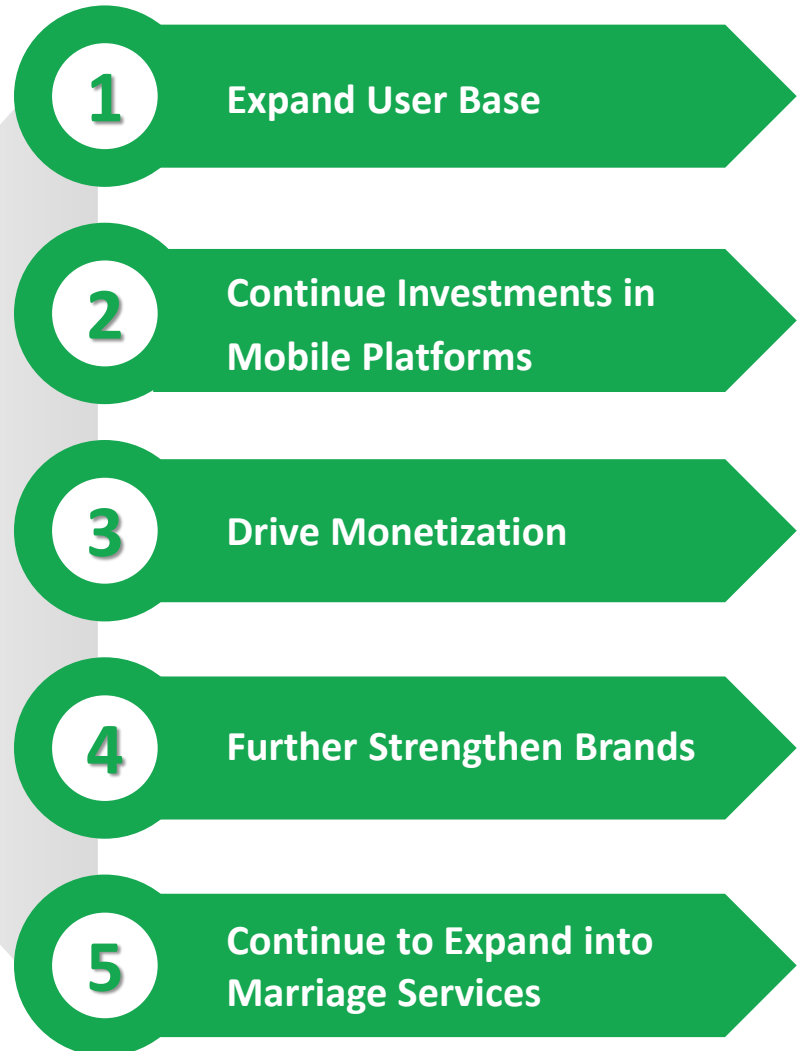 1
Expand User Base
2
Continue Investments in
Mobile Platforms
3
Drive Monetization
4
Further Strengthen Brands
5
Continue to Expand into
Marriage Services